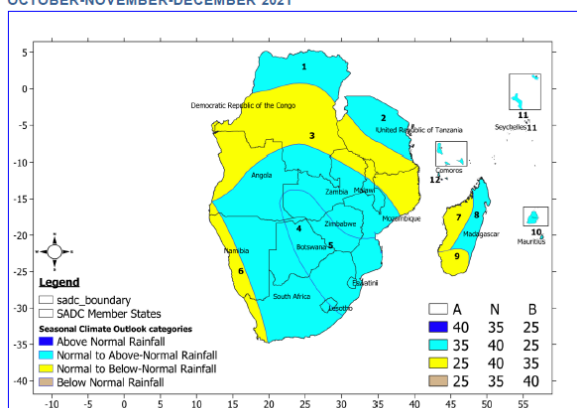 OCTOBER-NOVEMBER-DECEMBER 2021
5
0
-5
-10
-15
-20
-25
-30
-35
-40
-10 -5 0 5 10 15 20 25 30 35 40 45 50 55
1
Democratic Republic of the Congo
2
United Republic of Tanzania
3
11
Seychelles 11
Comoros
12
Angola
Zambia
Malawi
Mozambique
7
8
Madagascar
9
10
Mauritius
4
Zimbabwe
Botswana
5
Namibia
6
Eswatini
South Africa
Lesotho
Legend
sadc_boundary
SADC Member States
Seasonal Climate Outlook categories
Above Normal Rainfall
Normal to Above-Normal Rainfall
Normal to Below-Normal Rainfall
Below Normal Rainfall
A N B
40 35 25
35 40 25
25 40 35
25 35 40